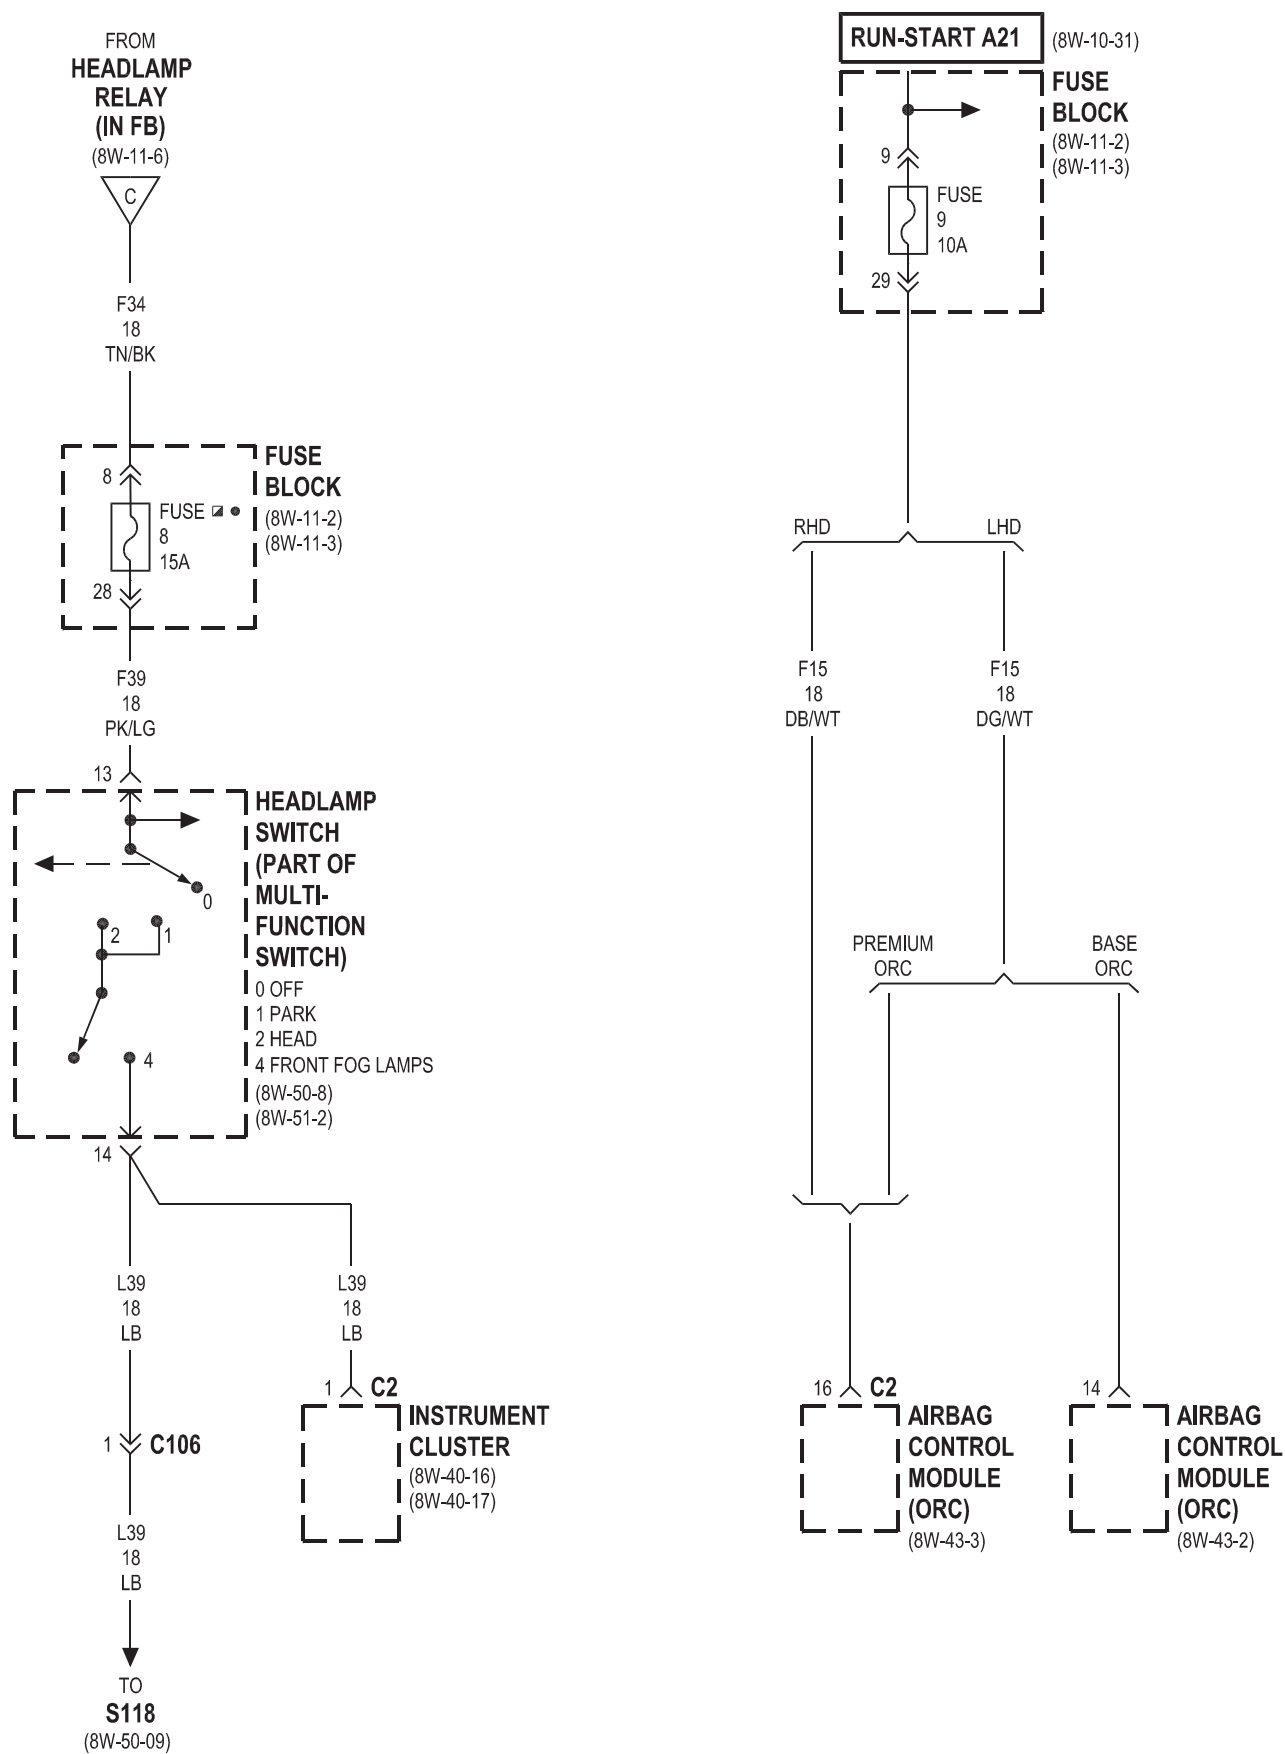 FROM
HEADLAMP
RELAY
(IN FB)
(8W-11-6)
C
F34
18
TN/BK
8
FUSE
8
15A
28
FUSE
BLOCK
(8W-11-2)
(8W-11-3)
F39
18
PK/LG
13
0
2
1
4
HEADLAMP
SWITCH
(PART OF
MULTI-
FUNCTION
SWITCH)
0 OFF
1 PARK
2 HEAD
4 FRONT FOG LAMPS
(8W-50-8)
(8W-51-2)
14
L39
18
LB
L39
18
LB
1 C106
1 C2
INSTRUMENT
CLUSTER
(8W-40-16)
(8W-40-17)
L39
18
LB
TO
S118
(8W-50-09)
RUN-START A21
(8W-10-31)
FUSE
BLOCK
(8W-11-2)
(8W-11-3)
9
FUSE
9
10A
29
RHD
LHD
F15
18
DB/WT
F15
18
DG/WT
PREMIUM
ORC
BASE
ORC
16 C2
AIRBAG
CONTROL
MODULE
(ORC)
(8W-43-3)
14
AIRBAG
CONTROL
MODULE
(ORC)
(8W-43-2)